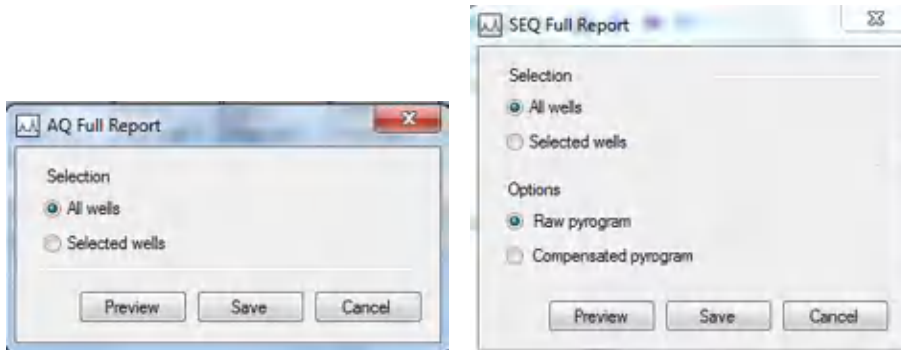 AQ Full Report
Selection
All wells
Selected wells
Preview Save Cancel
SEQ Full Report
Selection
All wells
Selected wells
Options
Raw pyrogram
Compensated pyrogram
Preview Save Cancel